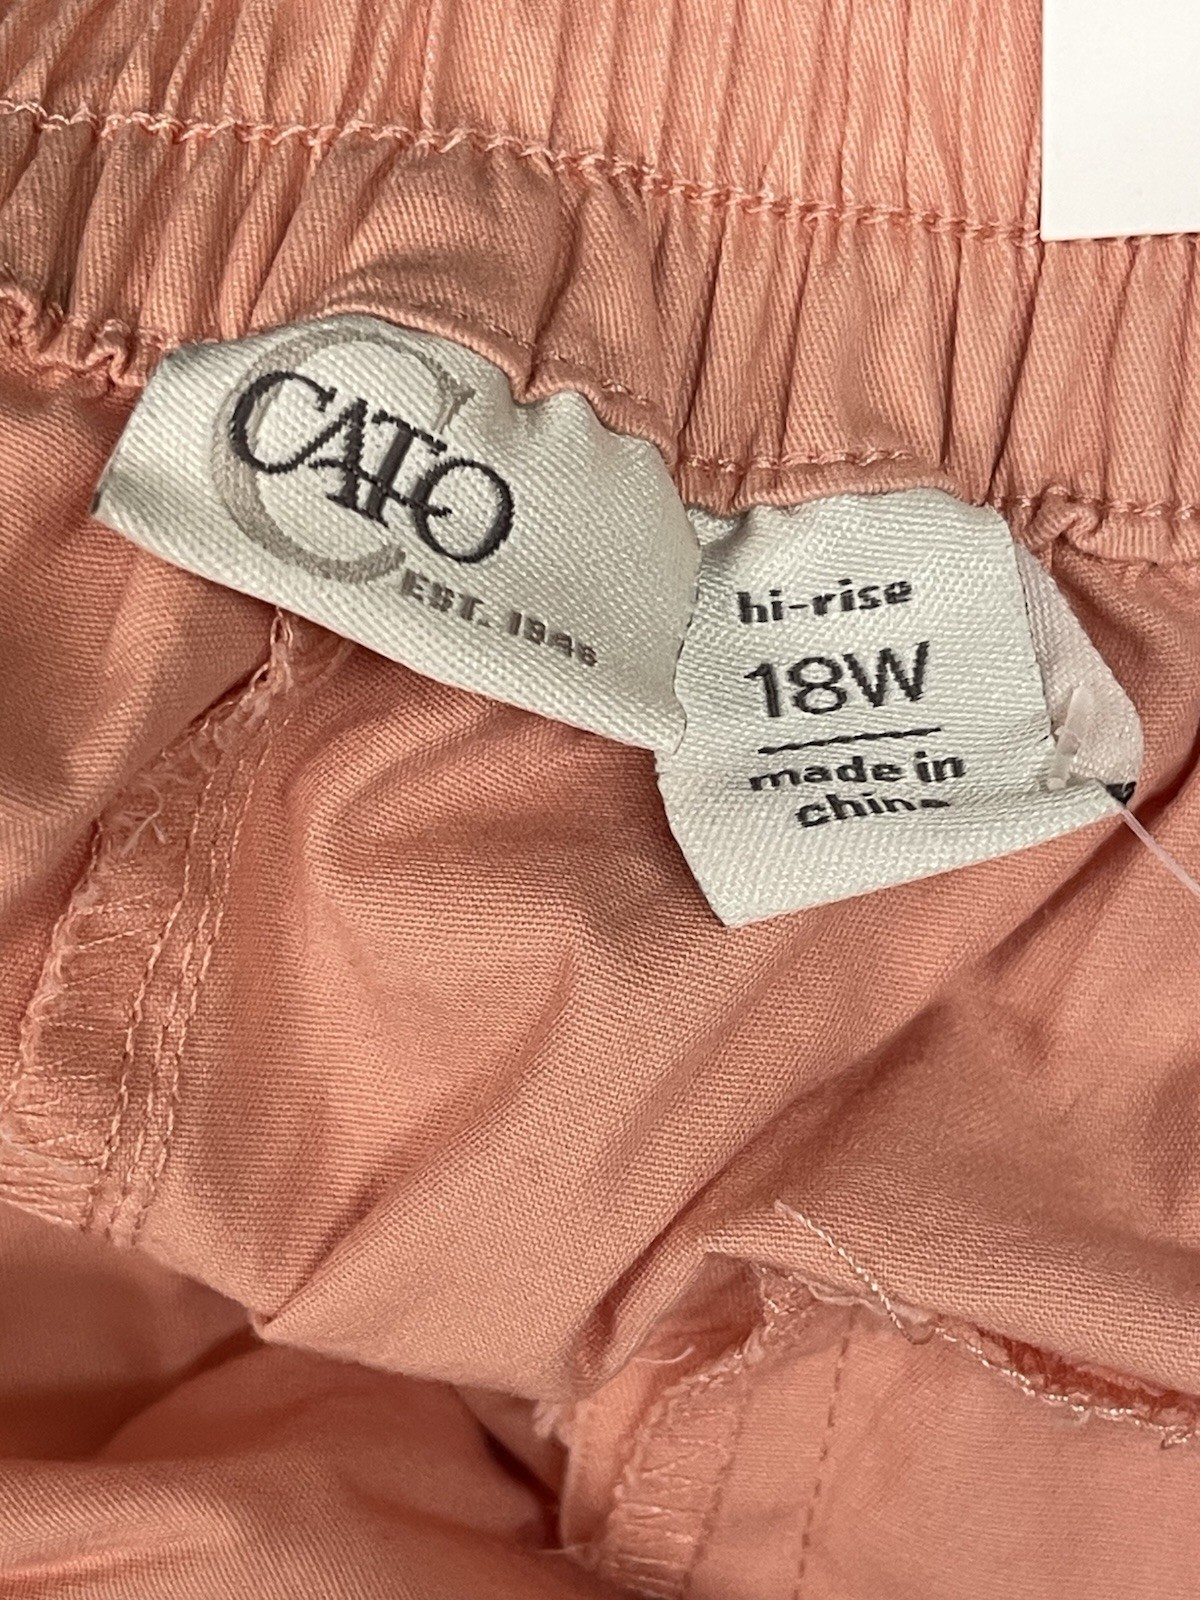 C
CATO
EST. 1946
hi-rise
18W
made in
china